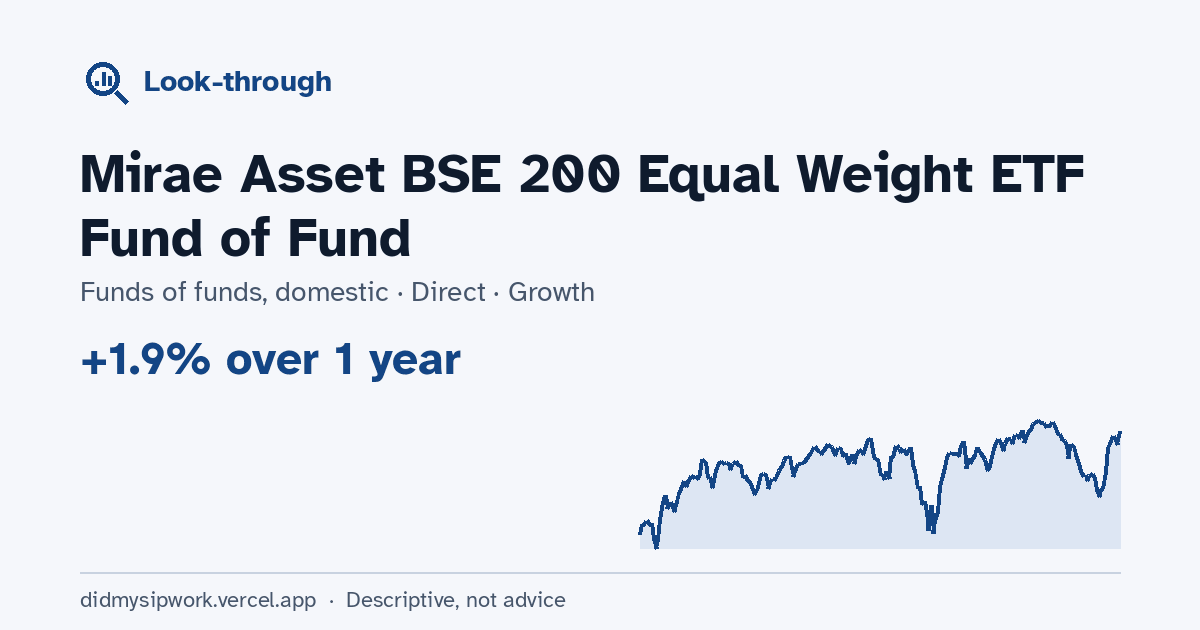 Look-through
Mirae Asset BSE 200 Equal Weight ETF
Fund of Fund
Funds of funds, domestic · Direct · Growth
+1.9% over 1 year
didmysipwork.vercel.app · Descriptive, not advice